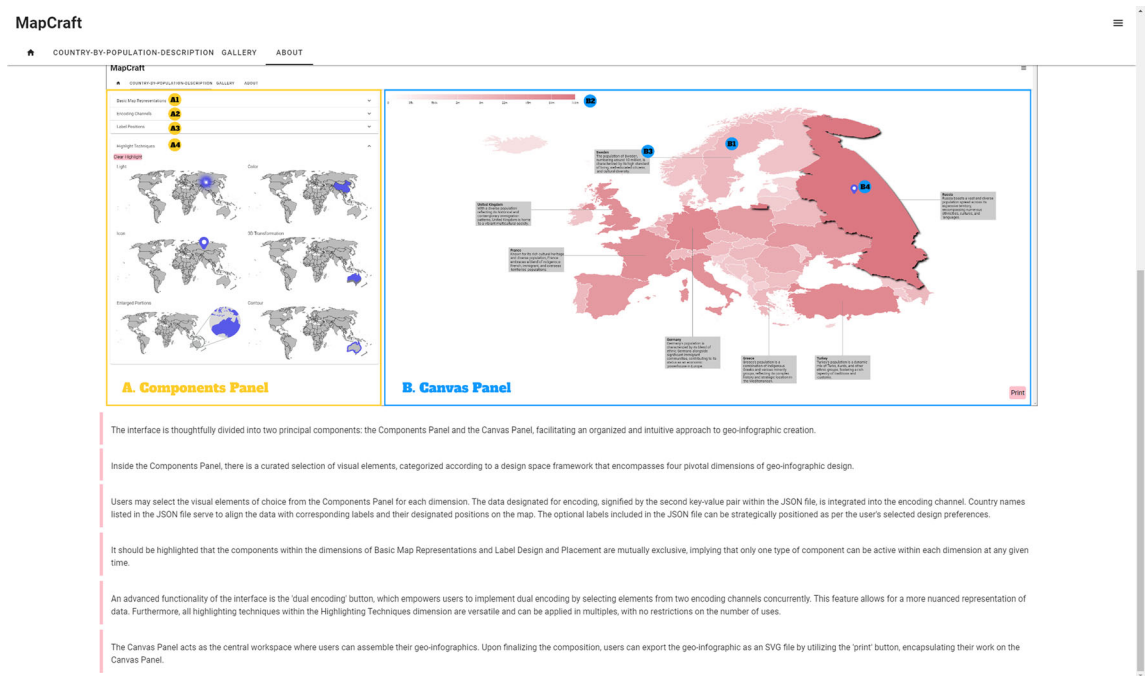 MapCraft
COUNTRY-BY-POPULATION-DESCRIPTION GALLERY ABOUT
MapCraft
COUNTRY-BY-POPULATION-DESCRIPTION GALLERY ABOUT
Basic Map Representations A1
Encoding Channels A2
Label Positions A3
Highlight Techniques A4
Clear Highlight
Light Color
Icon 3D Transformation
Enlarged Portions Contour
A. Components Panel
B2
B3
B1
B4
Sweden
United Kingdom
France
Russia
Germany
Greece
Turkey
B. Canvas Panel
Print
The interface is thoughtfully divided into two principal components: the Components Panel and the Canvas Panel, facilitating an organized and intuitive approach to geo-infographic creation.
Inside the Components Panel, there is a curated selection of visual elements, categorized according to a design space framework that encompasses four pivotal dimensions of geo-infographic design.
Users may select the visual elements of choice from the Components Panel for each dimension. The data designated for encoding, signified by the second key-value pair within the JSON file, is integrated into the encoding channel. Country names
listed in the JSON file serve to align the data with corresponding labels and their designated positions on the map. The optional labels included in the JSON file can be strategically positioned as per the user's selected design preferences.
It should be highlighted that the components within the dimensions of Basic Map Representations and Label Design and Placement are mutually exclusive, implying that only one type of component can be active within each dimension at any given
time.
An advanced functionality of the interface is the 'dual encoding' button, which empowers users to implement dual encoding by selecting elements from two encoding channels concurrently. This feature allows for a more nuanced representation of
data. Furthermore, all highlighting techniques within the Highlighting Techniques dimension are versatile and can be applied in multiples, with no restrictions on the number of uses.
The Canvas Panel acts as the central workspace where users can assemble their geo-infographics. Upon finalizing the composition, users can export the geo-infographic as an SVG file by utilizing the 'print' button, encapsulating their work on the
Canvas Panel.